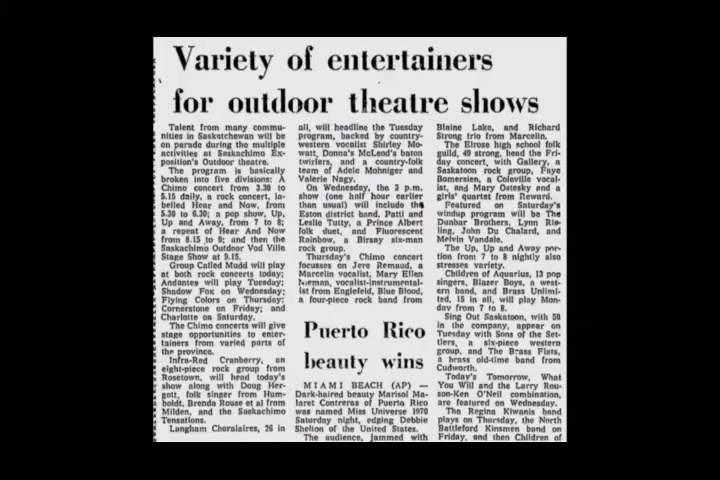 Variety of entertainers
for outdoor theatre shows
Talent from many commu-
nities in Saskatchewan will be
on parade during the multiple
activities at Saskachimo Ex-
position's Outdoor theatre.
The program is basically
broken into five divisions: A
Chimo concert from 3.30 to
5.15 daily, a rock concert, la-
belled Hear and Now, from
5.30 to 6.30; a pop show, Up,
Up and Away, from 7 to 8;
a repeat of Hear And Now
from 8.15 to 9; and then the
Saskachimo Outdoor Vod Ville
Stage Show at 9.15.
Group Called Mudd will play
at both rock concerts today;
Andantes will play Tuesday;
Shadow Fox on Wednesday;
Flying Colors on Thursday;
Cornerstone on Friday; and
Charlotte on Saturday.
The Chimo concerts will give
stage opportunities to enter-
tainers from varied parts of
the province.
Infra-Red Cranberry, an
eight-piece rock group from
Rosetown, will head today's
show along with Doug Her-
gott, folk singer from Hum-
boldt, Brenda Rouse et al from
Milden, and the Saskachimo
Tensations.
Langham Choralaires, 26 in
all, will headline the Tuesday
program, backed by country-
western vocalist Shirley Mo-
watt, Donna's McLeod's baton
twirlers, and a country-folk
team of Adele Mohniger and
Valerie Nagy.
On Wednesday, the 3 p.m.
show (one half hour earlier
than usual) will include the
Eston district band, Patti and
Leslie Tutty, a Prince Albert
folk duet, and Fluorescent
Rainbow, a Birsay six-man
rock group.
Thursday's Chimo concert
focusses on Jero Remaud, a
Marcelin vocalist, Mary Ellen
vocalist-instrumental-
ist from Englefeld, Blue Blood,
a four-piece rock band from
Puerto Rico
beauty wins
MIAMI BEACH (AP) —
Dark-haired beauty Marisol Ma-
laret Contreras of Puerto Rico
was named Miss Universe 1970
Saturday night, edging Debbie
Shelton of the United States.
The audience, jammed with
Blaine Lake, and Richard
Strong trio from Marcelin.
The Elrose high school folk
guild, 40 strong, head the Fri-
day concert, with Gallery, a
Saskatoon rock group, Faye
Bomersien, a Coleville vocal-
ist, and Mary Ostesky and a
girls' quartet from Reward.
Featured on Saturday's
windup program will be The
Dunbar Brothers, Lynn Ris-
ling, John Du Chalard, and
Melvin Vandale.
The Up, Up and Away por-
tion from 7 to 8 nightly also
stresses variety.
Children of Aquarius, 13 pop
singers, Blazer Boyz, a west-
ern band, and Brass Unlimi-
ted, 15 in all, will play Mon-
day from 7 to 8.
Sing Out Saskatoon, with 50
in the company, appear on
Tuesday with Sons of the Set-
tlers, a six-piece western
group, and The Brass Flats,
a brass old-time band from
Cudworth.
Today's Tomorrow, What
You Will and the Larry Rou-
son-Ken O'Neil combination,
are featured on Wednesday.
The Regina Kiwanis band
plays on Thursday, the North
Battleford Kinsmen band on
Friday, and then Children of